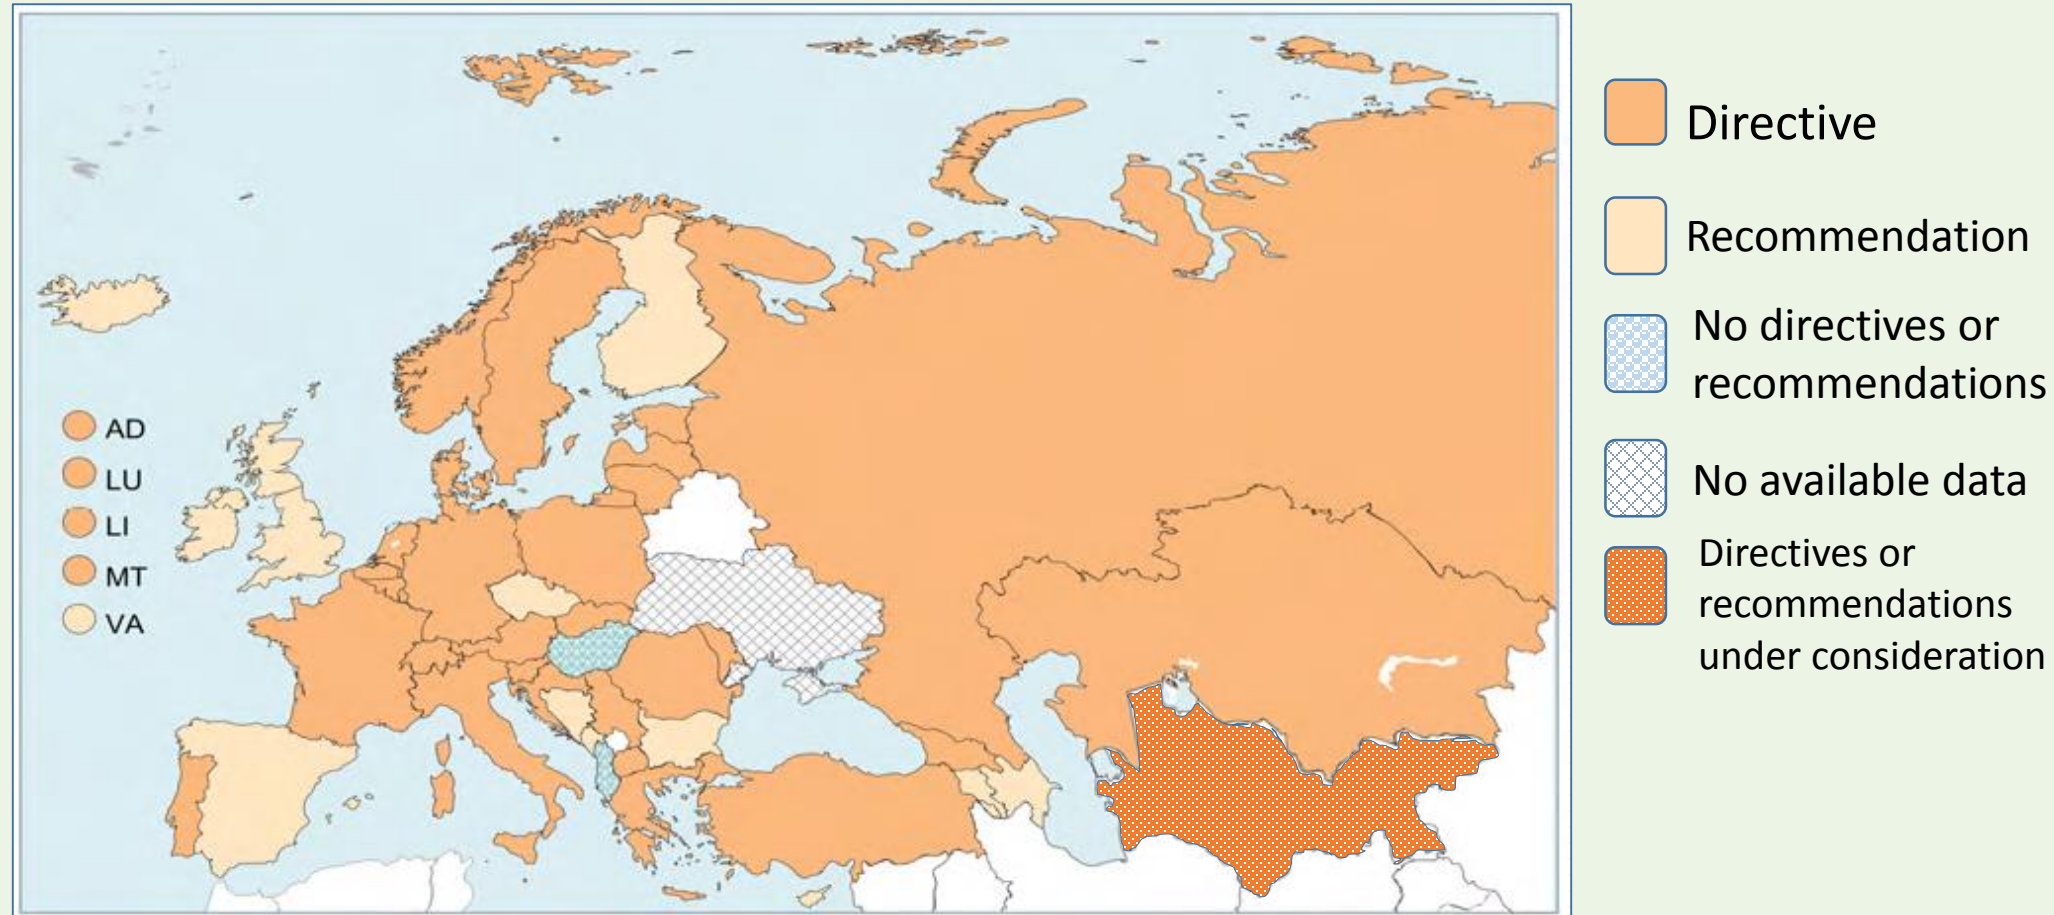 AD
LU
LI
MT
VA
Directive
Recommendation
No directives or
recommendations
No available data
Directives or
recommendations
under consideration